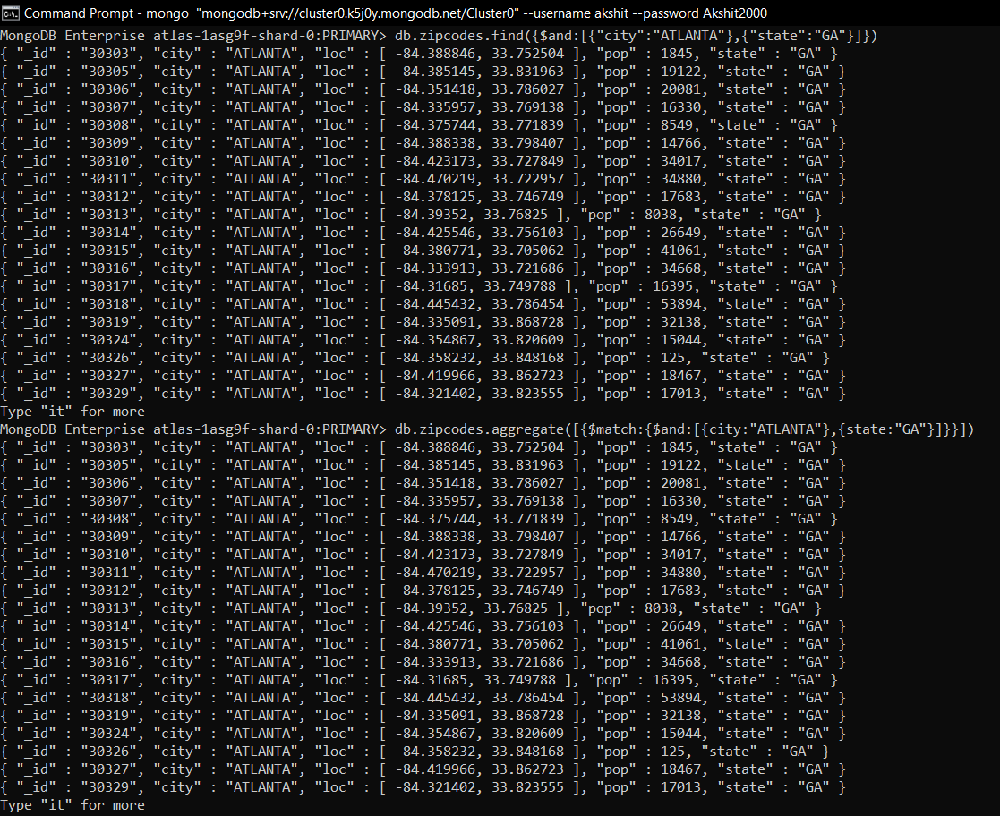 Command Prompt - mongo "mongodb+srv://cluster0.k5j0y.mongodb.net/Cluster0" --username akshit --password Akshit2000
MongoDB Enterprise atlas-1asg9f-shard-0:PRIMARY> db.zipcodes.find({$and:[{"city":"ATLANTA"},{"state":"GA"}]})
{ "_id" : "30303", "city" : "ATLANTA", "loc" : [ -84.388846, 33.752504 ], "pop" : 1845, "state" : "GA" }
{ "_id" : "30305", "city" : "ATLANTA", "loc" : [ -84.385145, 33.831963 ], "pop" : 19122, "state" : "GA" }
{ "_id" : "30306", "city" : "ATLANTA", "loc" : [ -84.351418, 33.786027 ], "pop" : 20081, "state" : "GA" }
{ "_id" : "30307", "city" : "ATLANTA", "loc" : [ -84.335957, 33.769138 ], "pop" : 16330, "state" : "GA" }
{ "_id" : "30308", "city" : "ATLANTA", "loc" : [ -84.375744, 33.771839 ], "pop" : 8549, "state" : "GA" }
{ "_id" : "30309", "city" : "ATLANTA", "loc" : [ -84.388338, 33.798407 ], "pop" : 14766, "state" : "GA" }
{ "_id" : "30310", "city" : "ATLANTA", "loc" : [ -84.423173, 33.727849 ], "pop" : 34017, "state" : "GA" }
{ "_id" : "30311", "city" : "ATLANTA", "loc" : [ -84.470219, 33.722957 ], "pop" : 34880, "state" : "GA" }
{ "_id" : "30312", "city" : "ATLANTA", "loc" : [ -84.378125, 33.746749 ], "pop" : 17683, "state" : "GA" }
{ "_id" : "30313", "city" : "ATLANTA", "loc" : [ -84.39352, 33.76825 ], "pop" : 8038, "state" : "GA" }
{ "_id" : "30314", "city" : "ATLANTA", "loc" : [ -84.425546, 33.756103 ], "pop" : 26649, "state" : "GA" }
{ "_id" : "30315", "city" : "ATLANTA", "loc" : [ -84.380771, 33.705062 ], "pop" : 41061, "state" : "GA" }
{ "_id" : "30316", "city" : "ATLANTA", "loc" : [ -84.333913, 33.721686 ], "pop" : 34668, "state" : "GA" }
{ "_id" : "30317", "city" : "ATLANTA", "loc" : [ -84.31685, 33.749788 ], "pop" : 16395, "state" : "GA" }
{ "_id" : "30318", "city" : "ATLANTA", "loc" : [ -84.445432, 33.786454 ], "pop" : 53894, "state" : "GA" }
{ "_id" : "30319", "city" : "ATLANTA", "loc" : [ -84.335091, 33.868728 ], "pop" : 32138, "state" : "GA" }
{ "_id" : "30324", "city" : "ATLANTA", "loc" : [ -84.354867, 33.820609 ], "pop" : 15044, "state" : "GA" }
{ "_id" : "30326", "city" : "ATLANTA", "loc" : [ -84.358232, 33.848168 ], "pop" : 125, "state" : "GA" }
{ "_id" : "30327", "city" : "ATLANTA", "loc" : [ -84.419966, 33.862723 ], "pop" : 18467, "state" : "GA" }
{ "_id" : "30329", "city" : "ATLANTA", "loc" : [ -84.321402, 33.823555 ], "pop" : 17013, "state" : "GA" }
Type "it" for more
MongoDB Enterprise atlas-1asg9f-shard-0:PRIMARY> db.zipcodes.aggregate([{$match:{$and:[{city:"ATLANTA"},{state:"GA"}]}}])
{ "_id" : "30303", "city" : "ATLANTA", "loc" : [ -84.388846, 33.752504 ], "pop" : 1845, "state" : "GA" }
{ "_id" : "30305", "city" : "ATLANTA", "loc" : [ -84.385145, 33.831963 ], "pop" : 19122, "state" : "GA" }
{ "_id" : "30306", "city" : "ATLANTA", "loc" : [ -84.351418, 33.786027 ], "pop" : 20081, "state" : "GA" }
{ "_id" : "30307", "city" : "ATLANTA", "loc" : [ -84.335957, 33.769138 ], "pop" : 16330, "state" : "GA" }
{ "_id" : "30308", "city" : "ATLANTA", "loc" : [ -84.375744, 33.771839 ], "pop" : 8549, "state" : "GA" }
{ "_id" : "30309", "city" : "ATLANTA", "loc" : [ -84.388338, 33.798407 ], "pop" : 14766, "state" : "GA" }
{ "_id" : "30310", "city" : "ATLANTA", "loc" : [ -84.423173, 33.727849 ], "pop" : 34017, "state" : "GA" }
{ "_id" : "30311", "city" : "ATLANTA", "loc" : [ -84.470219, 33.722957 ], "pop" : 34880, "state" : "GA" }
{ "_id" : "30312", "city" : "ATLANTA", "loc" : [ -84.378125, 33.746749 ], "pop" : 17683, "state" : "GA" }
{ "_id" : "30313", "city" : "ATLANTA", "loc" : [ -84.39352, 33.76825 ], "pop" : 8038, "state" : "GA" }
{ "_id" : "30314", "city" : "ATLANTA", "loc" : [ -84.425546, 33.756103 ], "pop" : 26649, "state" : "GA" }
{ "_id" : "30315", "city" : "ATLANTA", "loc" : [ -84.380771, 33.705062 ], "pop" : 41061, "state" : "GA" }
{ "_id" : "30316", "city" : "ATLANTA", "loc" : [ -84.333913, 33.721686 ], "pop" : 34668, "state" : "GA" }
{ "_id" : "30317", "city" : "ATLANTA", "loc" : [ -84.31685, 33.749788 ], "pop" : 16395, "state" : "GA" }
{ "_id" : "30318", "city" : "ATLANTA", "loc" : [ -84.445432, 33.786454 ], "pop" : 53894, "state" : "GA" }
{ "_id" : "30319", "city" : "ATLANTA", "loc" : [ -84.335091, 33.868728 ], "pop" : 32138, "state" : "GA" }
{ "_id" : "30324", "city" : "ATLANTA", "loc" : [ -84.354867, 33.820609 ], "pop" : 15044, "state" : "GA" }
{ "_id" : "30326", "city" : "ATLANTA", "loc" : [ -84.358232, 33.848168 ], "pop" : 125, "state" : "GA" }
{ "_id" : "30327", "city" : "ATLANTA", "loc" : [ -84.419966, 33.862723 ], "pop" : 18467, "state" : "GA" }
{ "_id" : "30329", "city" : "ATLANTA", "loc" : [ -84.321402, 33.823555 ], "pop" : 17013, "state" : "GA" }
Type "it" for more